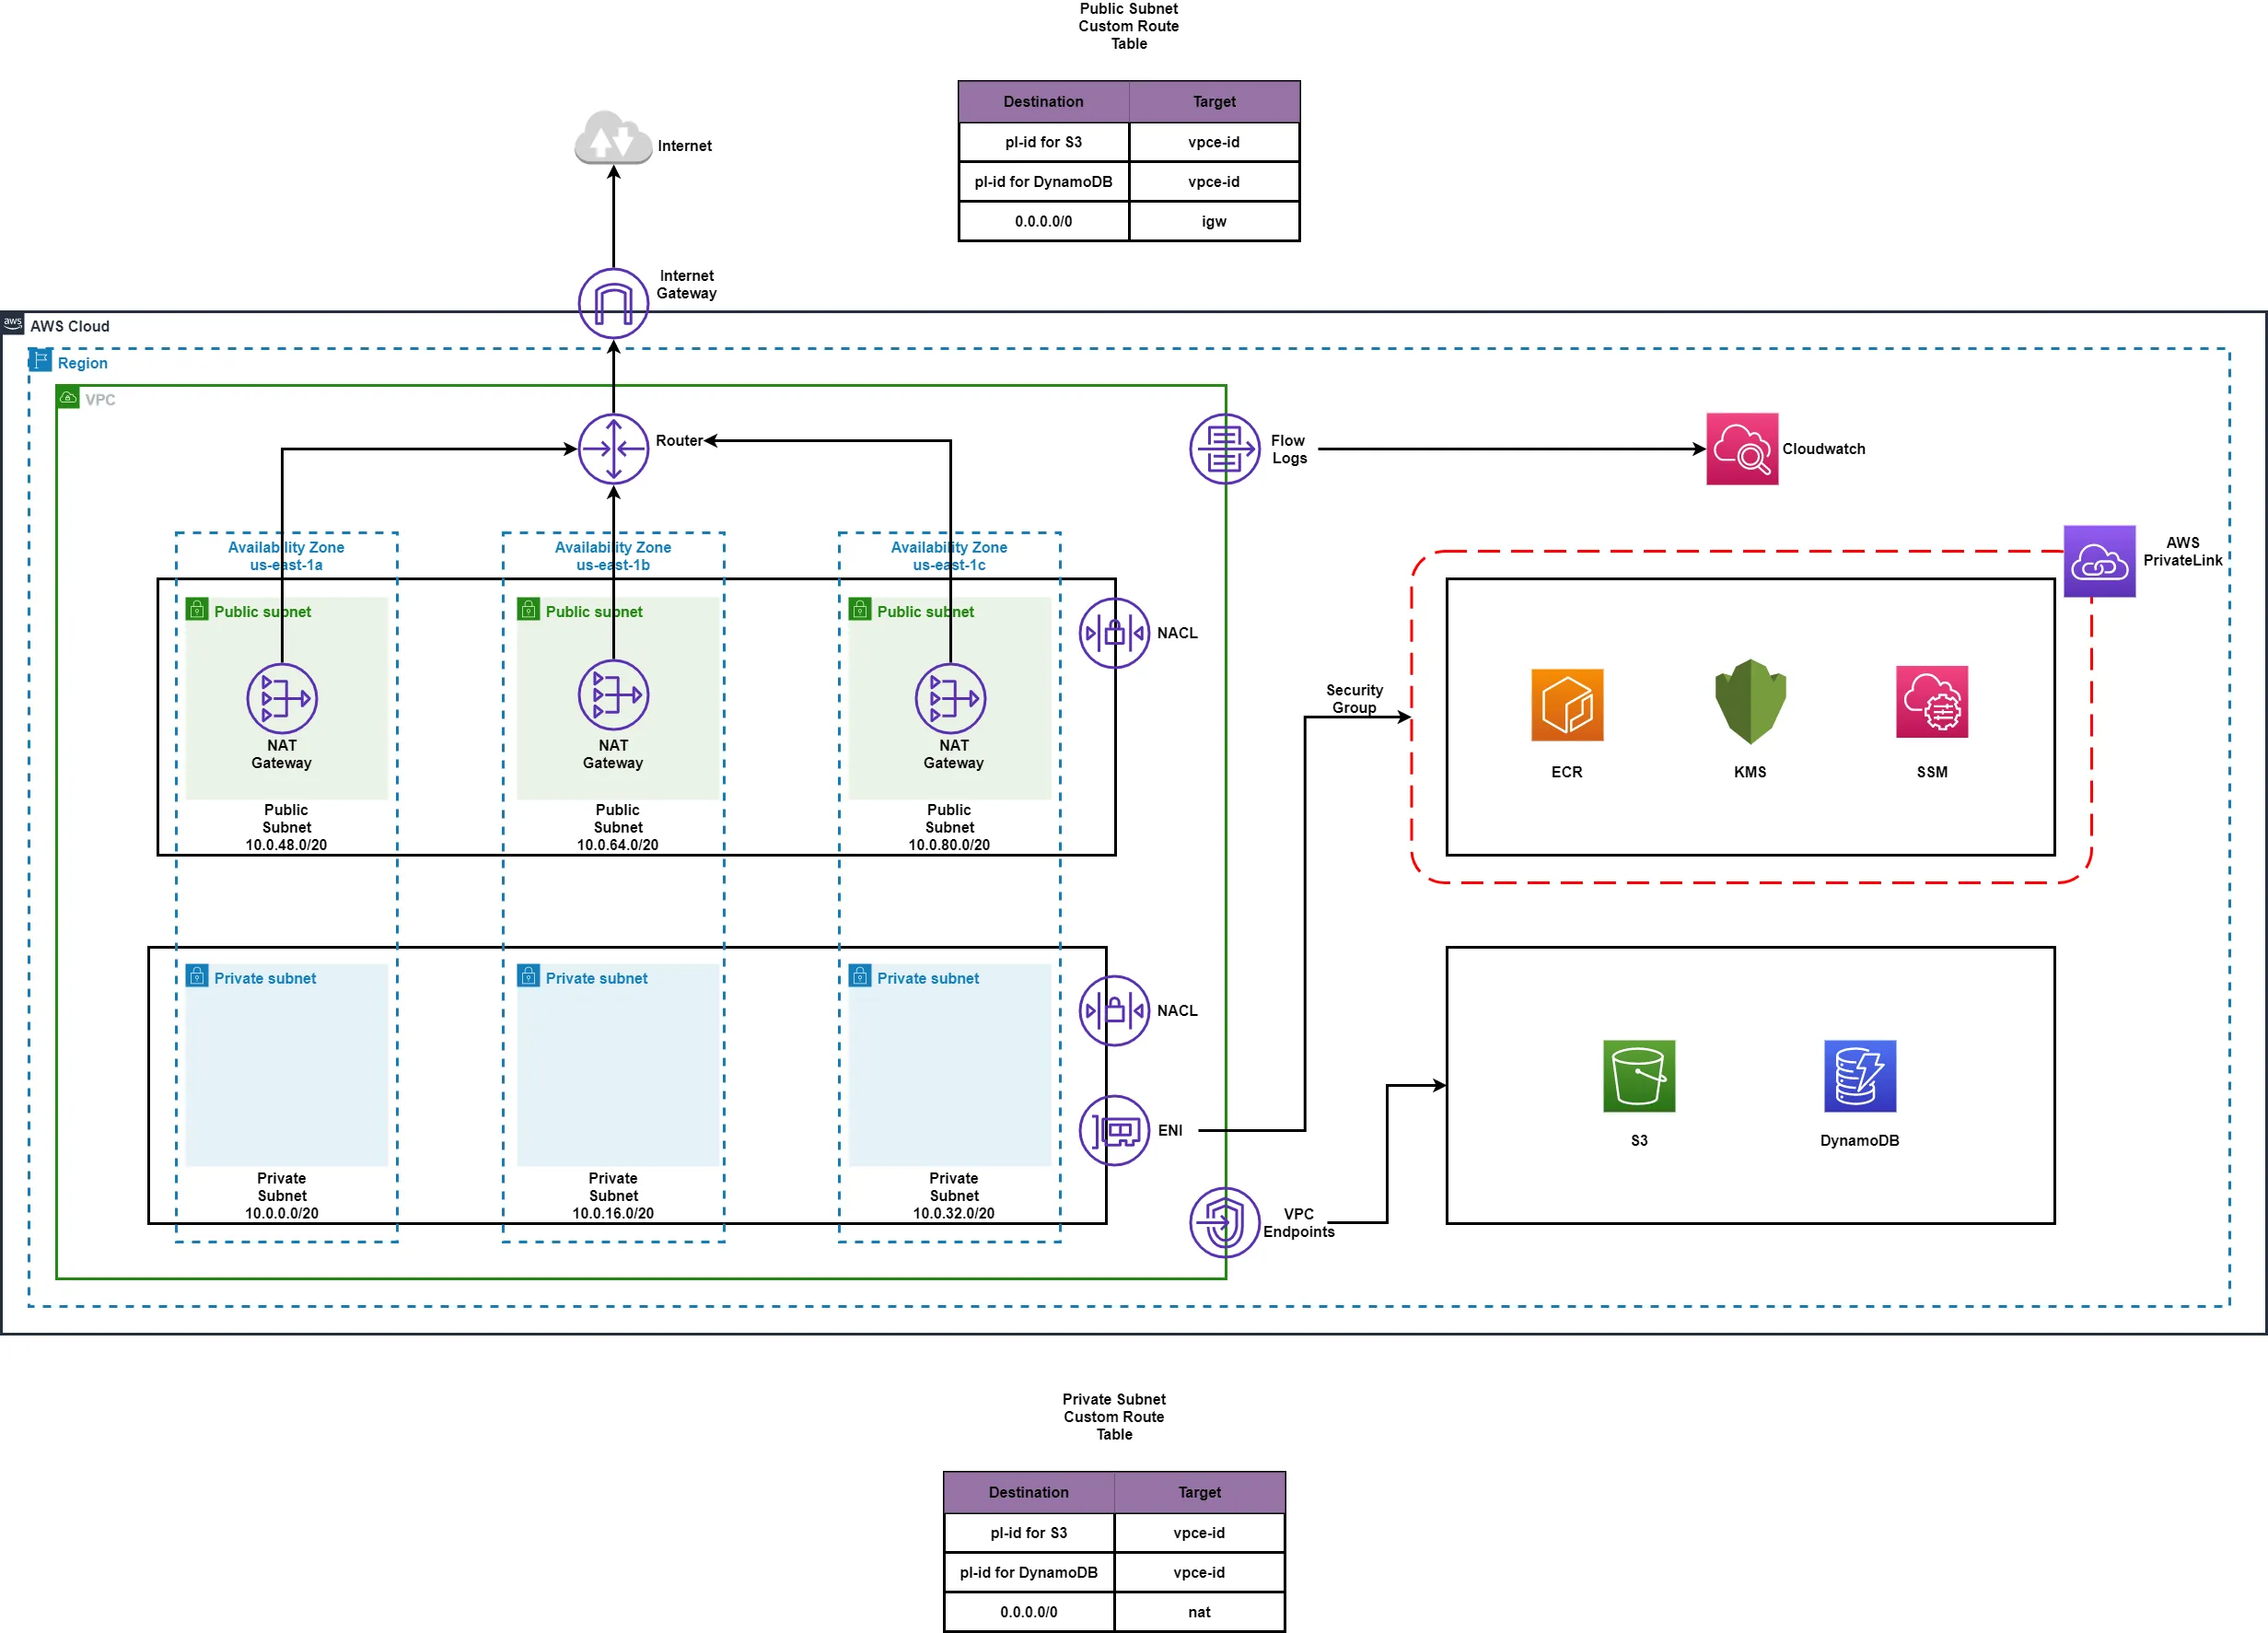 Public Subnet
Custom Route
Table
Destination Target
pl-id for S3 vpce-id
pl-id for DynamoDB vpce-id
0.0.0.0/0 igw
Internet
Internet
Gateway
aws
AWS Cloud
Region
VPC
Router
Flow
Logs
Cloudwatch
AWS
PrivateLink
Availability Zone
us-east-1a
Availability Zone
us-east-1b
Availability Zone
us-east-1c
Public subnet
Public subnet
Public subnet
NACL
NAT
Gateway
NAT
Gateway
NAT
Gateway
Public
Subnet
10.0.48.0/20
Public
Subnet
10.0.64.0/20
Public
Subnet
10.0.80.0/20
Security
Group
ECR
KMS
SSM
Private subnet
Private subnet
Private subnet
NACL
ENI
Private
Subnet
10.0.0.0/20
Private
Subnet
10.0.16.0/20
Private
Subnet
10.0.32.0/20
VPC
Endpoints
S3
DynamoDB
Private Subnet
Custom Route
Table
Destination Target
pl-id for S3 vpce-id
pl-id for DynamoDB vpce-id
0.0.0.0/0 nat